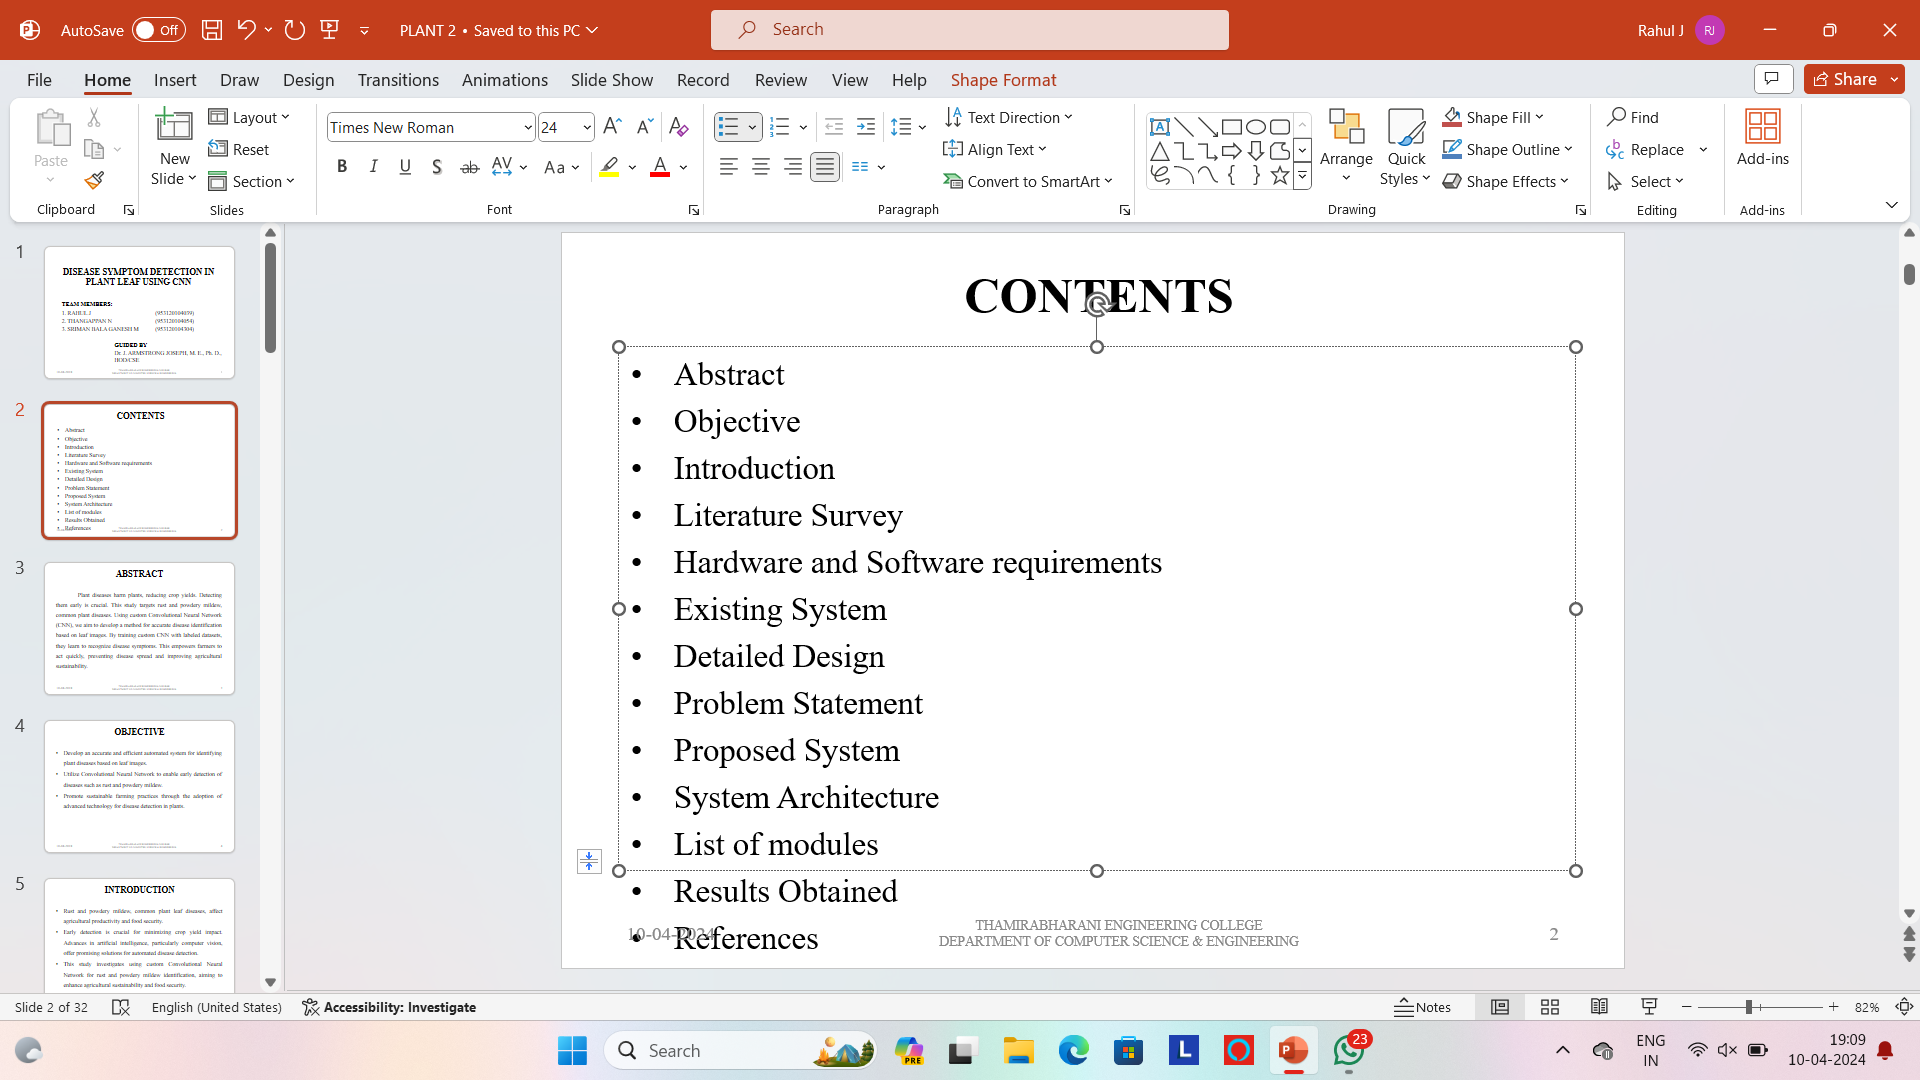 AutoSave Off PLANT 2 • Saved to this PC Search Rahul J RJ
File Home Insert Draw Design Transitions Animations Slide Show Record Review View Help Shape Format Share
Paste
Clipboard
New Slide
Layout
Reset
Section
Slides
Times New Roman 24
B I U S ab AV Aa A
Font
Text Direction
Align Text
Convert to SmartArt
Paragraph
Arrange
Quick Styles
Shape Fill
Shape Outline
Shape Effects
Drawing
Find
Replace
Select
Editing
Add-ins
Add-ins
1
DISEASE SYMPTOM DETECTION IN
PLANT LEAF USING CNN
TEAM MEMBERS:
1. RAHUL J (953120104039)
2. THANGAPPAN N (953120104054)
3. SRIMAN BALA GANESH M (953120104304)
GUIDED BY
Dr. J. ARMSTRONG JOSEPH, M. E., Ph. D.,
HOD/CSE
2
CONTENTS
• Abstract
• Objective
• Introduction
• Literature Survey
• Hardware and Software requirements
• Existing System
• Detailed Design
• Problem Statement
• Proposed System
• System Architecture
• List of modules
• Results Obtained
• References
3
ABSTRACT
Plant diseases harm plants, reducing crop yields. Detecting
them early is crucial. This study targets rust and powdery mildew,
common plant diseases. Using custom Convolutional Neural Network
(CNN), we aim to develop a method for accurate disease identification
based on leaf images. By training custom CNN with labeled datasets,
they learn to recognize disease symptoms. This empowers farmers to
act quickly, preventing disease spread and improving agricultural
sustainability.
4
OBJECTIVE
• Develop an accurate and efficient automated system for identifying
plant diseases based on leaf images.
• Utilize Convolutional Neural Network to enable early detection of
diseases such as rust and powdery mildew.
• Promote sustainable farming practices through the adoption of
advanced technology for disease detection in plants.
5
INTRODUCTION
• Rust and powdery mildew, common plant leaf diseases, affect
agricultural productivity and food security.
• Early detection is crucial for minimizing crop yield impact.
Advances in artificial intelligence, particularly computer vision,
offer promising solutions for automated disease detection.
• This study investigates using custom Convolutional Neural
Network for rust and powdery mildew identification, aiming to
enhance agricultural sustainability and food security.
CONTENTS
• Abstract
• Objective
• Introduction
• Literature Survey
• Hardware and Software requirements
• Existing System
• Detailed Design
• Problem Statement
• Proposed System
• System Architecture
• List of modules
• Results Obtained
• References
10-04-2024
THAMIRABHARANI ENGINEERING COLLEGE
DEPARTMENT OF COMPUTER SCIENCE & ENGINEERING
2
Slide 2 of 32 English (United States) Accessibility: Investigate Notes 82%
Search PRE L 23 ENG IN 19:09
10-04-2024